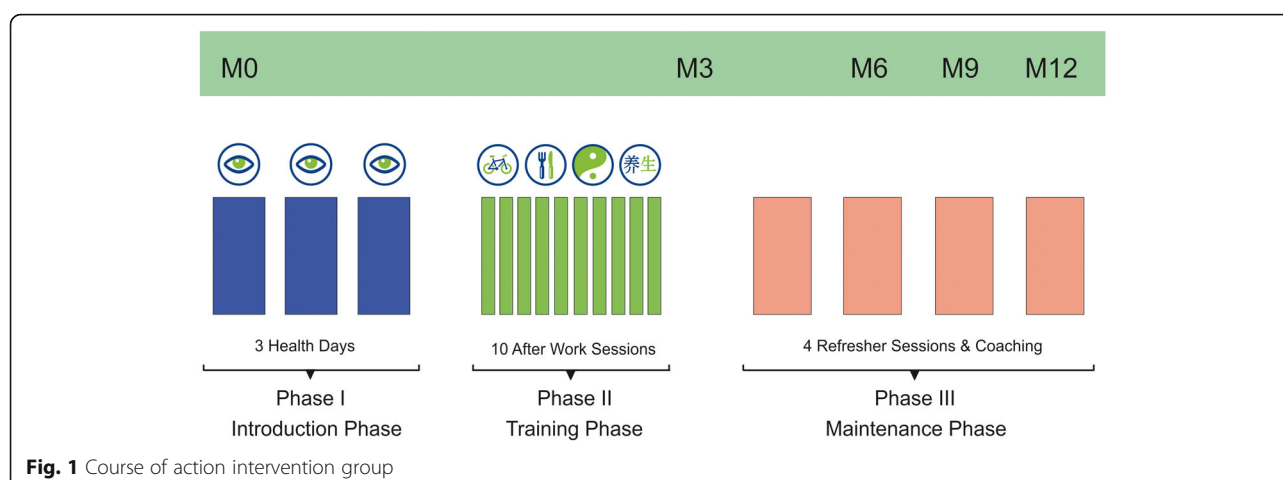 M0 M3 M6 M9 M12
养生
3 Health Days 10 After Work Sessions 4 Refresher Sessions & Coaching
Phase I Phase II Phase III
Introduction Phase Training Phase Maintenance Phase
Fig. 1 Course of action intervention group